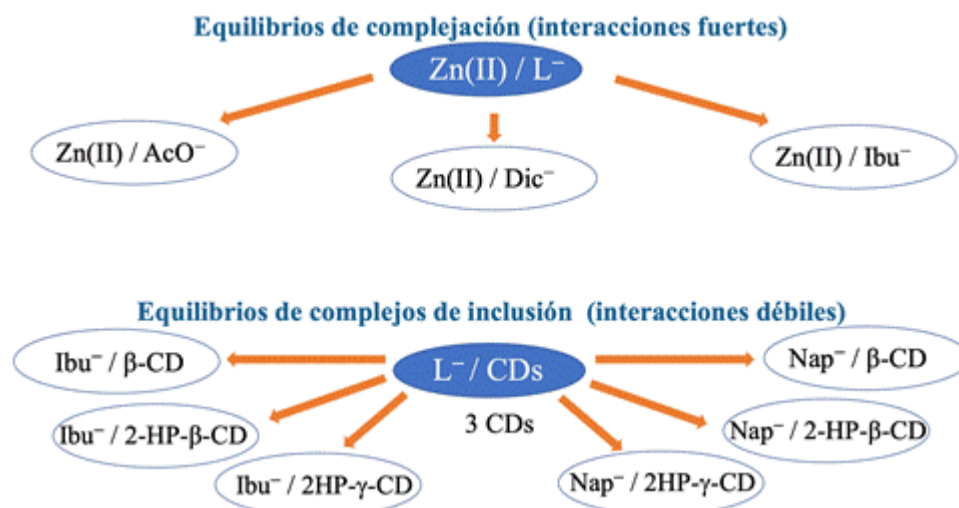 Equilibrios de complejación (interacciones fuertes)
Zn(II) / L⁻
Zn(II) / AcO⁻
Zn(II) / Dic⁻
Zn(II) / Ibu⁻
Equilibrios de complejos de inclusión (interacciones débiles)
Ibu⁻ / β-CD
L⁻ / CDs
Nap⁻ / β-CD
3 CDs
Ibu⁻ / 2-HP-β-CD
Nap⁻ / 2-HP-β-CD
Ibu⁻ / 2HP-γ-CD
Nap⁻ / 2HP-γ-CD